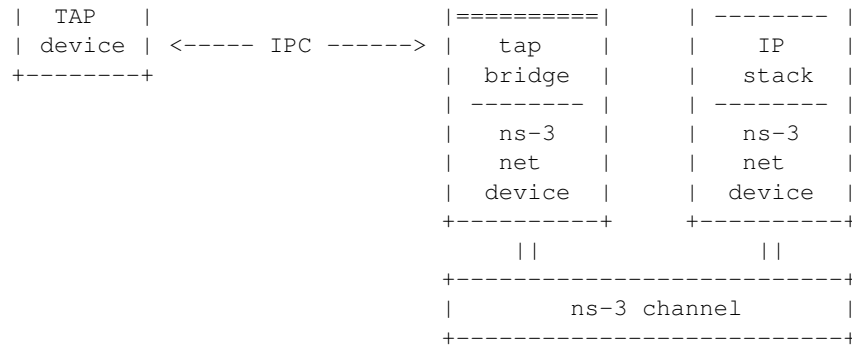 |  TAP   |                         |==========|     | -------- |
| device | <----- IPC ------> |   tap    |     |    IP    |
+--------+                    |  bridge  |     |   stack  |
                              | -------- |     | -------- |
                              |   ns-3   |     |   ns-3   |
                              |   net    |     |   net    |
                              |  device  |     |  device  |
                              +----------+     +----------+
                                   ||               ||
                              +---------------------------+
                              |        ns-3 channel       |
                              +---------------------------+